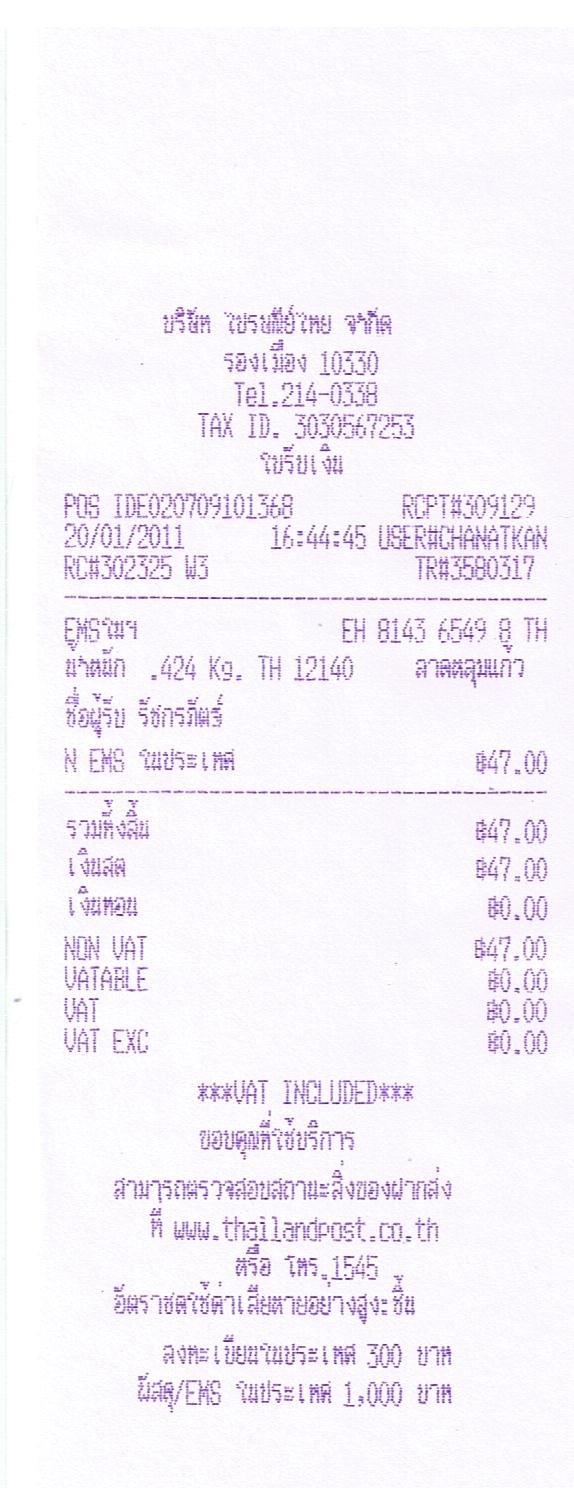 บริษัท ไปรษณีย์ไทย จำกัด
รองเมือง 10330
Tel.214-0338
TAX ID. 3030567253
ใบรับเงิน
POS IDE020709101368 RCPT#309129
20/01/2011 16:44:45 USER#CHANATKAN
RC#302325 W3 TR#3580317
EMSในฯ EH 8143 6549 8 TH
น้ำหนัก .424 Kg. TH 12140 ลาดหลุมแก้ว
ชื่อผู้รับ รัชกรภัตร์
N EMS ในประเทศ ฿47.00
รวมทั้งสิ้น ฿47.00
เงินสด ฿47.00
เงินทอน ฿0.00
NON VAT ฿47.00
VATABLE ฿0.00
VAT ฿0.00
VAT EXC ฿0.00
***VAT INCLUDED***
ขอบคุณที่ใช้บริการ
สามารถตรวจสอบสถานะสิ่งของฝากส่ง
ที่ www.thailandpost.co.th
หรือ โทร.1545
อัตราชดใช้ค่าเสียหายอย่างสูง:ชิ้น
ลงทะเบียนในประเทศ 300 บาท
พัสดุ/EMS ในประเทศ 1,000 บาท